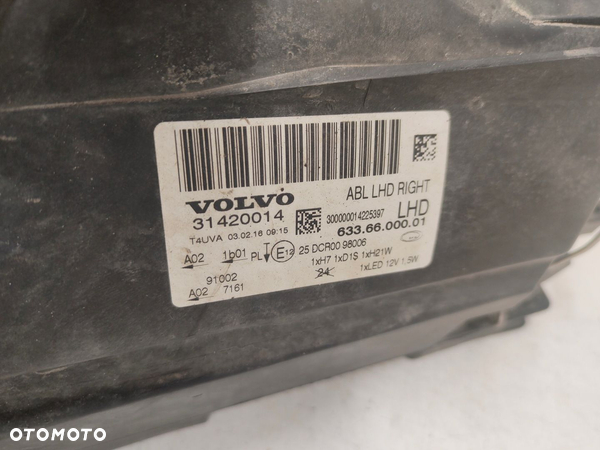 ABL LHD RIGHT
VOLVO
31420014
300000014225397
LHD
T4UVA 03.02.16 09:15
633.66.000.01
A02 1b01 PL E12 25 DCR00 98006
1xH7 1xD1S 1xH21W
91002
24 1xLED 12V 1,5W
A02 7161
OTOMOTO